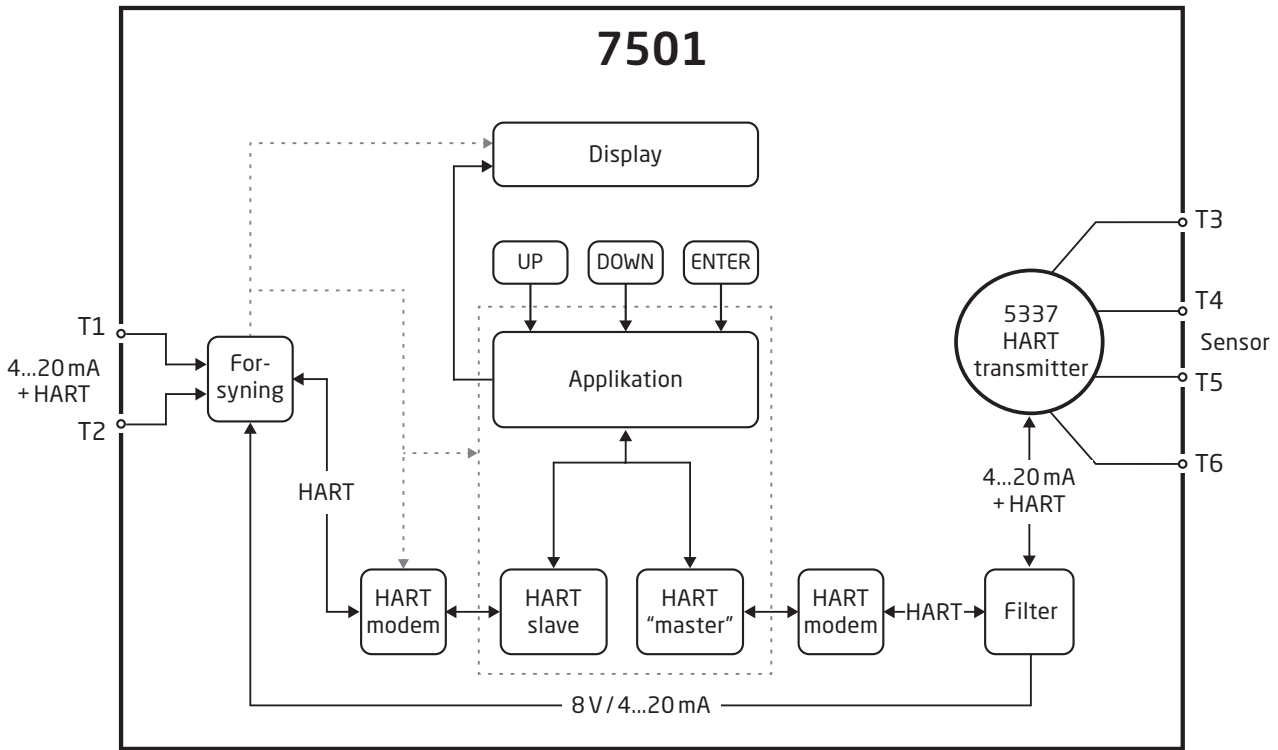 7501
Display
UP
DOWN
ENTER
T1
4...20 mA
+ HART
T2
For-
syning
Applikation
5337
HART
transmitter
T3
T4
Sensor
T5
T6
HART
4...20 mA
+ HART
HART
modem
HART
slave
HART
“master”
HART
modem
HART
Filter
8 V / 4...20 mA